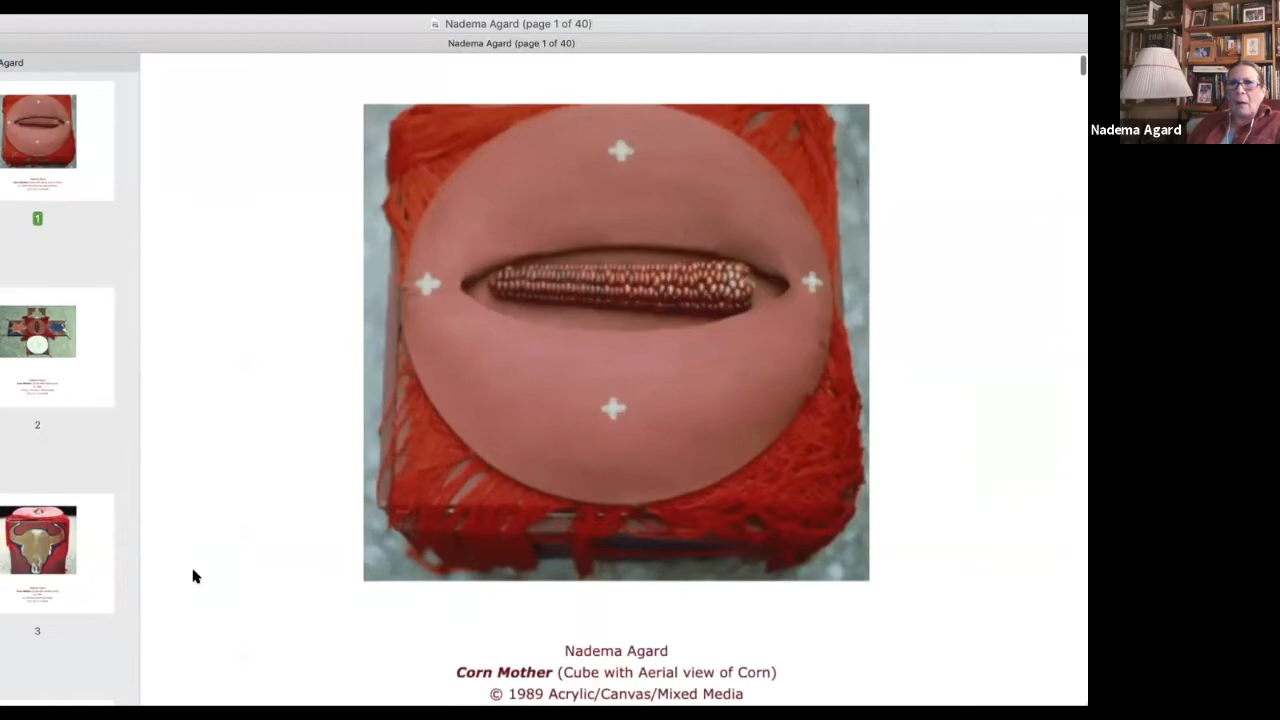 Nadema Agard (page 1 of 40)
Nadema Agard (page 1 of 40)
Agard
1
2
3
Nadema Agard
Corn Mother (Cube with Aerial view of Corn)
© 1989 Acrylic/Canvas/Mixed Media
Nadema Agard